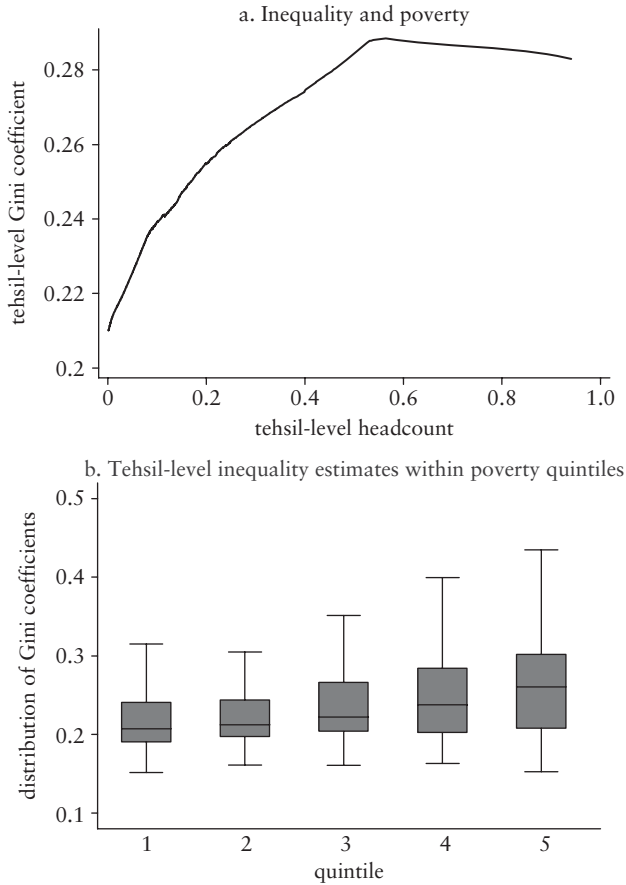 a. Inequality and poverty
tehsil-level Gini coefficient
0.28
0.26
0.24
0.22
0.2
0 0.2 0.4 0.6 0.8 1.0
tehsil-level headcount
b. Tehsil-level inequality estimates within poverty quintiles
distribution of Gini coefficients
0.5
0.4
0.3
0.2
0.1
1 2 3 4 5
quintile